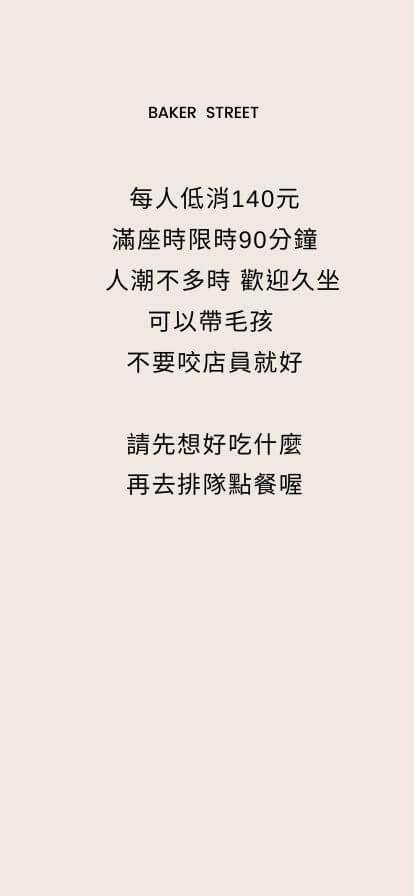 BAKER STREET
每人低消140元
滿座時限時90分鐘
人潮不多時 歡迎久坐
可以帶毛孩
不要咬店員就好
請先想好吃什麼
再去排隊點餐喔